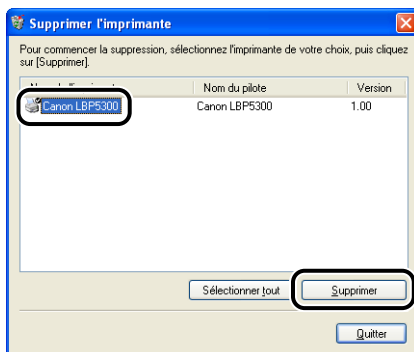 Supprimer l'imprimante
Pour commencer la suppression, sélectionnez l'imprimante de votre choix, puis cliquez
sur [Supprimer].
Nom du pilote Version
Canon LBP5300 Canon LBP5300 1.00
Sélectionner tout Supprimer
Quitter